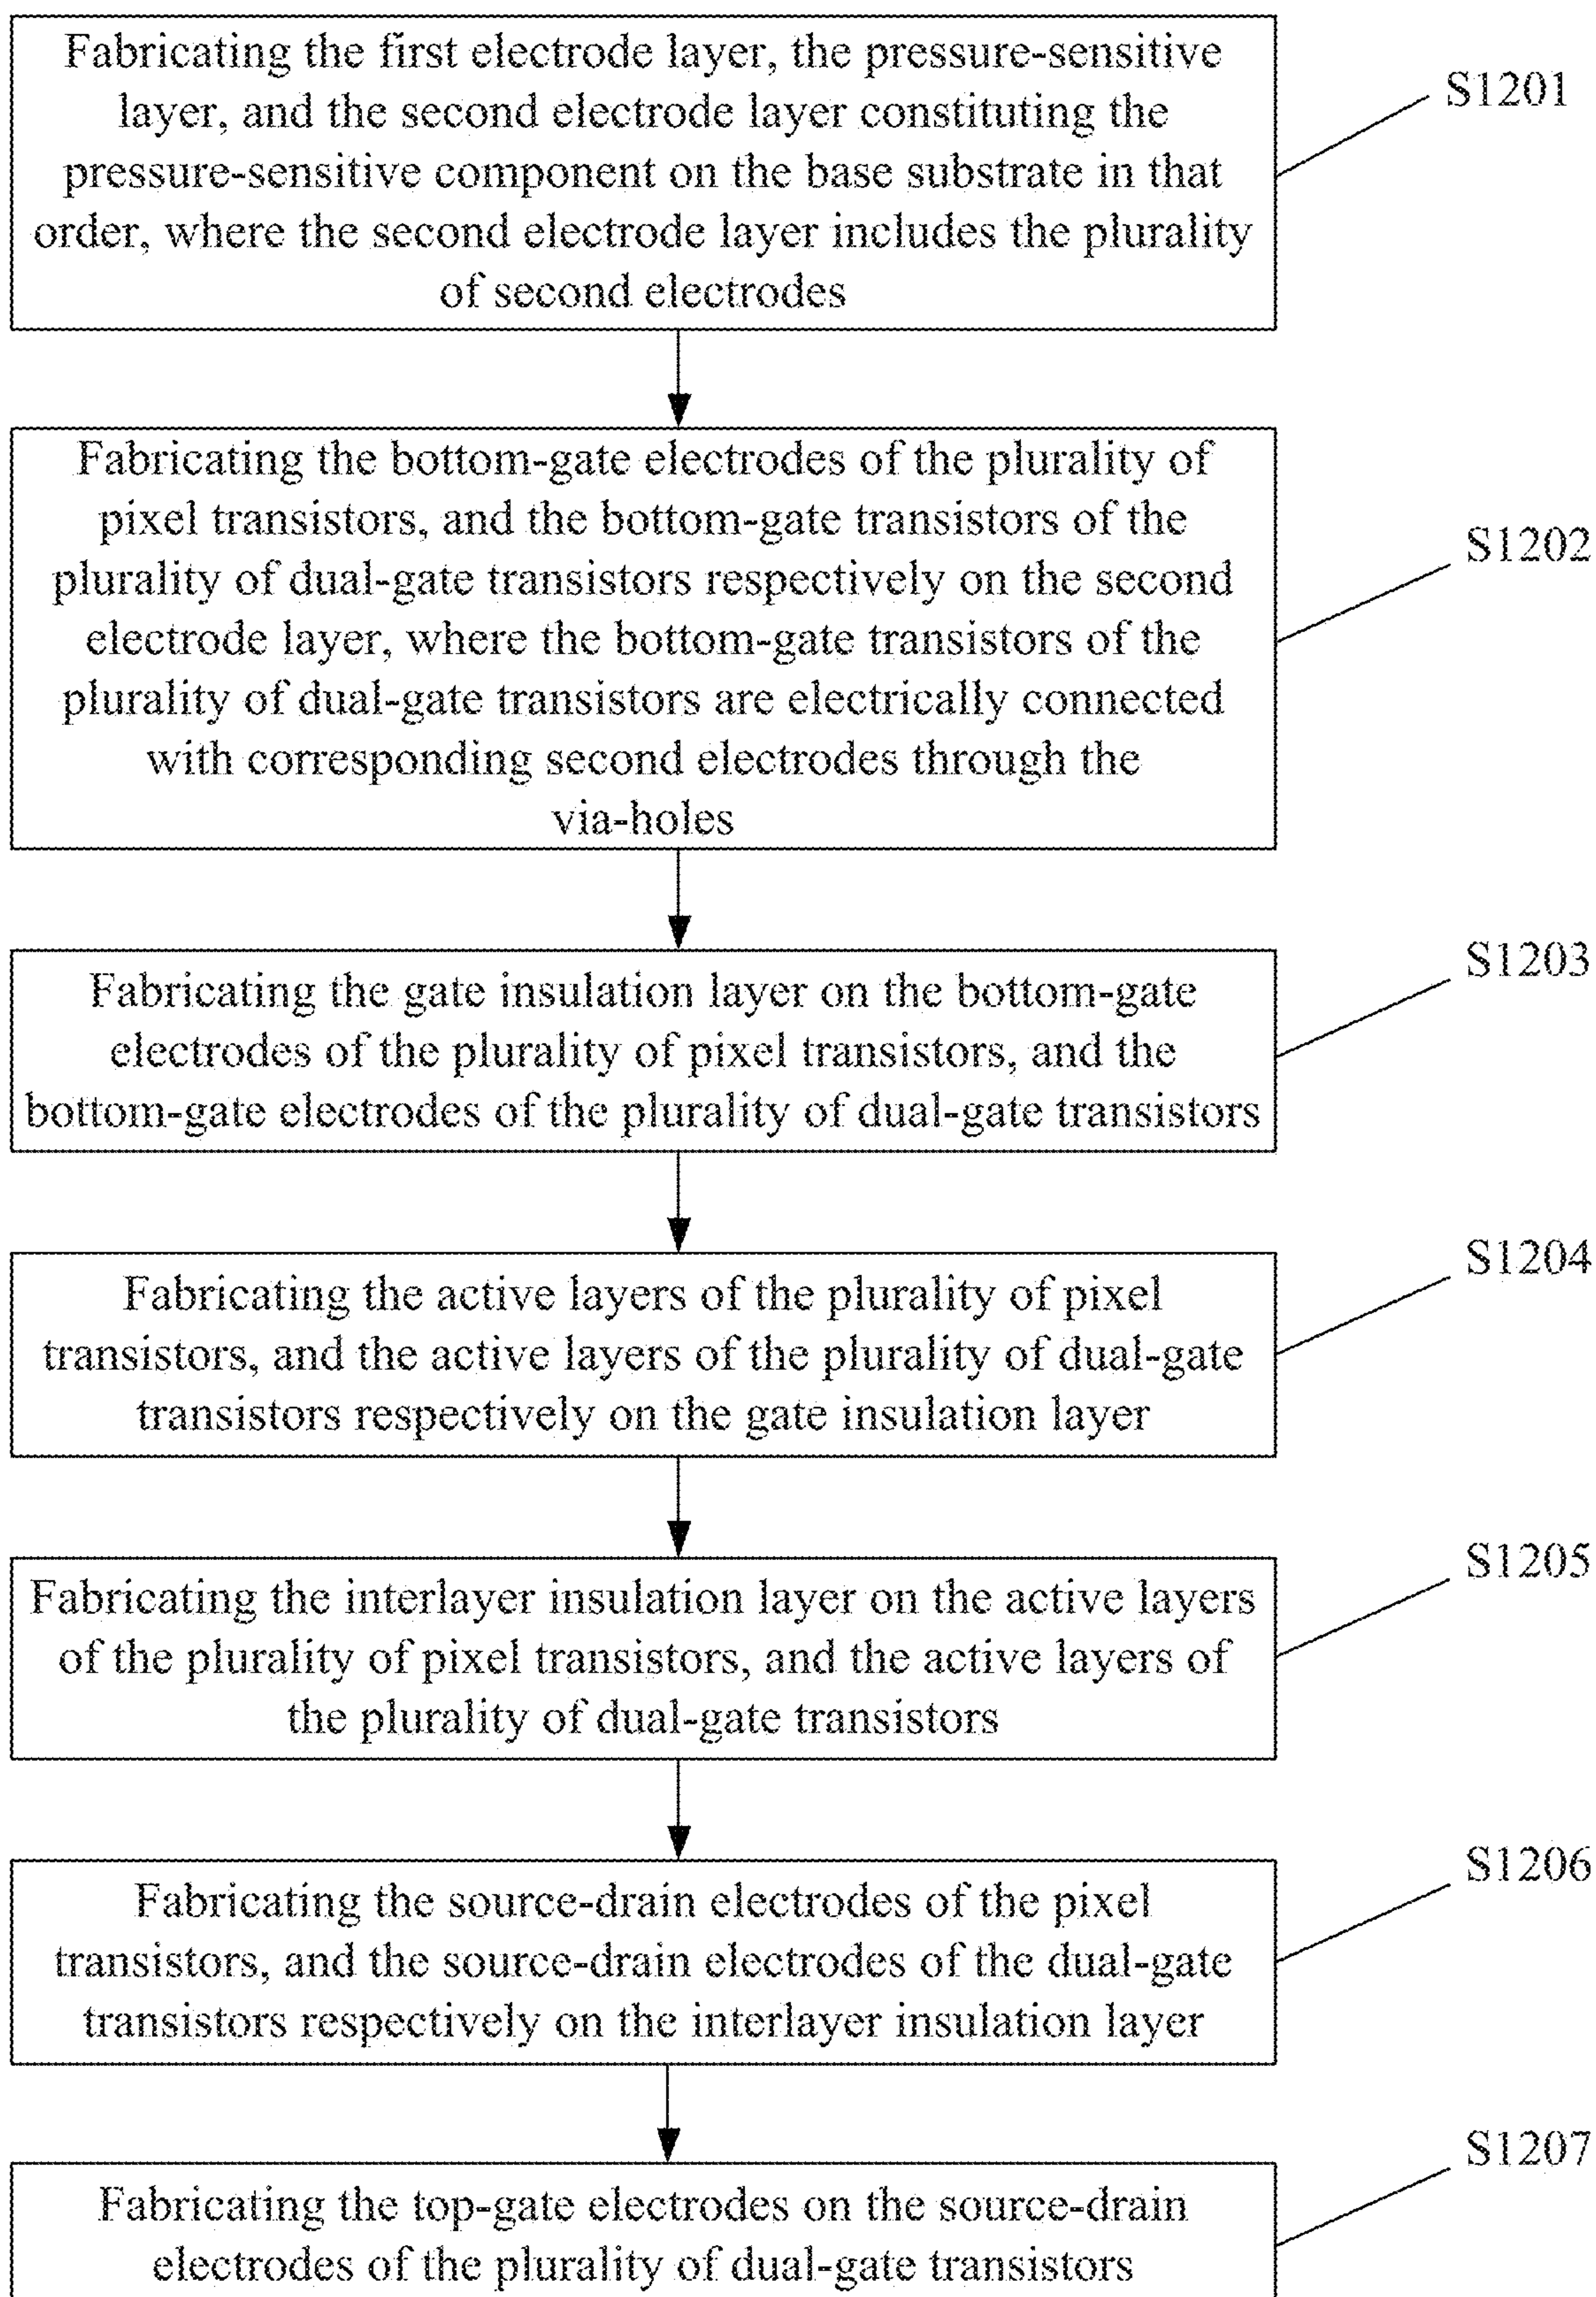 Fabricating the first electrode layer, the pressure-sensitive
layer, and the second electrode layer constituting the
pressure-sensitive component on the base substrate in that
order, where the second electrode layer includes the plurality
of second electrodes
S1201
Fabricating the bottom-gate electrodes of the plurality of
pixel transistors, and the bottom-gate transistors of the
plurality of dual-gate transistors respectively on the second
electrode layer, where the bottom-gate transistors of the
plurality of dual-gate transistors are electrically connected
with corresponding second electrodes through the
via-holes
S1202
Fabricating the gate insulation layer on the bottom-gate
electrodes of the plurality of pixel transistors, and the
bottom-gate electrodes of the plurality of dual-gate transistors
S1203
Fabricating the active layers of the plurality of pixel
transistors, and the active layers of the plurality of dual-gate
transistors respectively on the gate insulation layer
S1204
Fabricating the interlayer insulation layer on the active layers
of the plurality of pixel transistors, and the active layers of
the plurality of dual-gate transistors
S1205
Fabricating the source-drain electrodes of the pixel
transistors, and the source-drain electrodes of the dual-gate
transistors respectively on the interlayer insulation layer
S1206
Fabricating the top-gate electrodes on the source-drain
electrodes of the plurality of dual-gate transistors
S1207